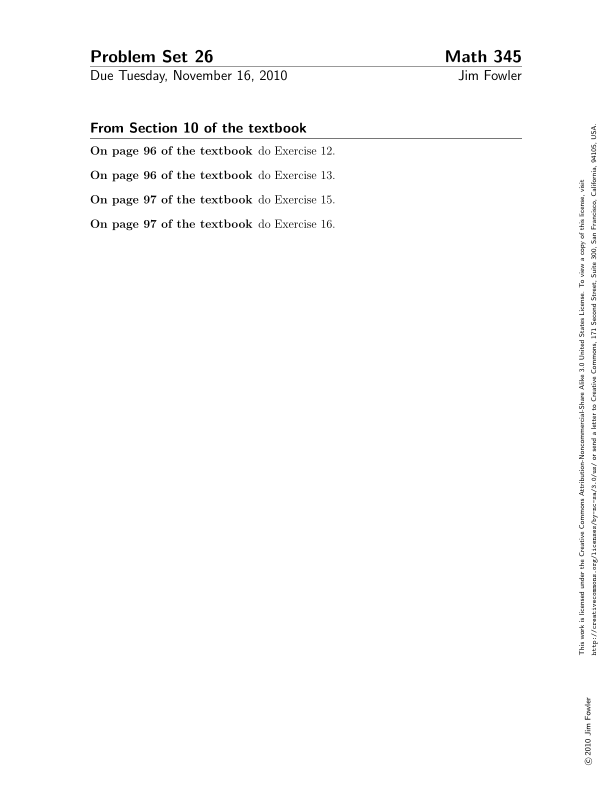 Problem Set 26 Math 345
Due Tuesday, November 16, 2010 Jim Fowler
From Section 10 of the textbook
On page 96 of the textbook do Exercise 12.
On page 96 of the textbook do Exercise 13.
On page 97 of the textbook do Exercise 15.
On page 97 of the textbook do Exercise 16.
© 2010 Jim Fowler
This work is licensed under the Creative Commons Attribution-Noncommercial-Share Alike 3.0 United States License. To view a copy of this license, visit
http://creativecommons.org/licenses/by-nc-sa/3.0/us/ or send a letter to Creative Commons, 171 Second Street, Suite 300, San Francisco, California, 94105, USA.